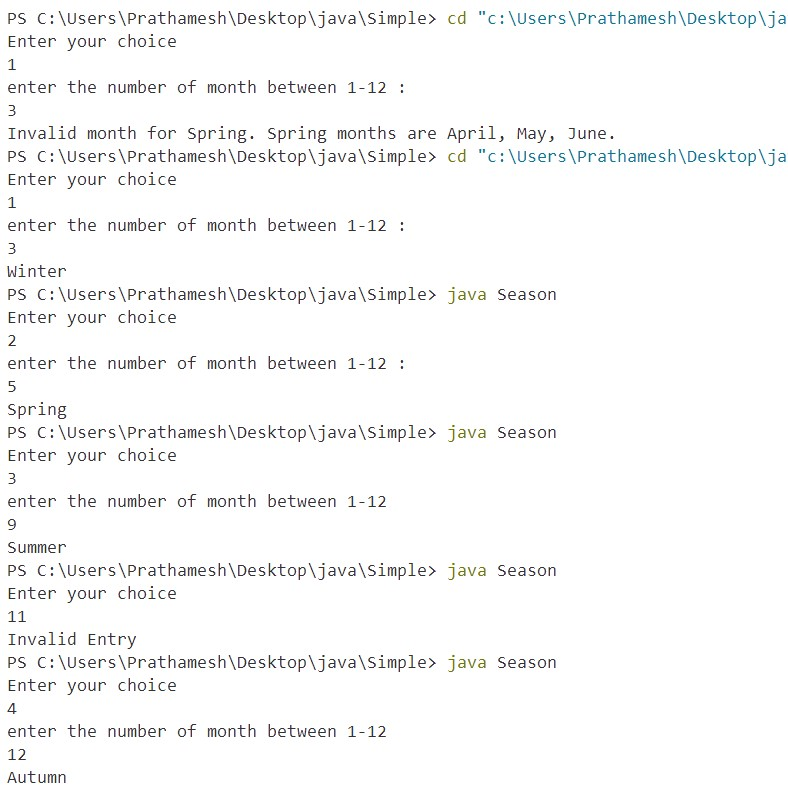 PS C:\Users\Prathamesh\Desktop\java\Simple> cd "c:\Users\Prathamesh\Desktop\ja
Enter your choice
1
enter the number of month between 1-12 :
3
Invalid month for Spring. Spring months are April, May, June.
PS C:\Users\Prathamesh\Desktop\java\Simple> cd "c:\Users\Prathamesh\Desktop\ja
Enter your choice
1
enter the number of month between 1-12 :
3
Winter
PS C:\Users\Prathamesh\Desktop\java\Simple> java Season
Enter your choice
2
enter the number of month between 1-12 :
5
Spring
PS C:\Users\Prathamesh\Desktop\java\Simple> java Season
Enter your choice
3
enter the number of month between 1-12
9
Summer
PS C:\Users\Prathamesh\Desktop\java\Simple> java Season
Enter your choice
11
Invalid Entry
PS C:\Users\Prathamesh\Desktop\java\Simple> java Season
Enter your choice
4
enter the number of month between 1-12
12
Autumn